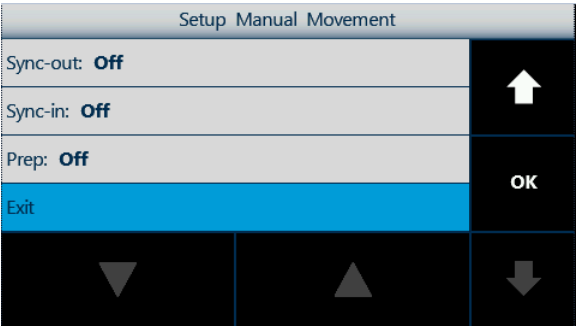 Setup Manual Movement
Sync-out: Off
Sync-in: Off
Prep: Off
OK
Exit